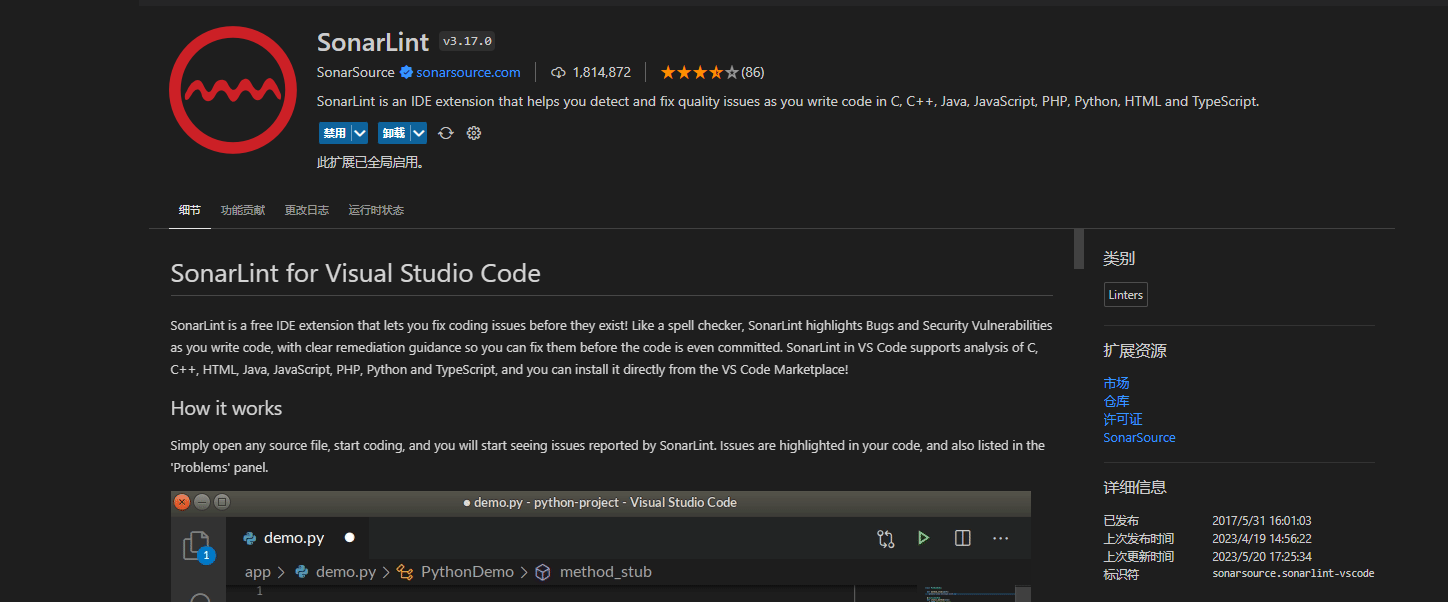 SonarLint v3.17.0
SonarSource sonarsource.com 1,814,872 (86)
SonarLint is an IDE extension that helps you detect and fix quality issues as you write code in C, C++, Java, JavaScript, PHP, Python, HTML and TypeScript.
禁用 卸载
此扩展已全局启用。
细节 功能贡献 更改日志 运行时状态
SonarLint for Visual Studio Code
SonarLint is a free IDE extension that lets you fix coding issues before they exist! Like a spell checker, SonarLint highlights Bugs and Security Vulnerabilities
as you write code, with clear remediation guidance so you can fix them before the code is even committed. SonarLint in VS Code supports analysis of C,
C++, HTML, Java, JavaScript, PHP, Python and TypeScript, and you can install it directly from the VS Code Marketplace!
How it works
Simply open any source file, start coding, and you will start seeing issues reported by SonarLint. Issues are highlighted in your code, and also listed in the
'Problems' panel.
● demo.py - python-project - Visual Studio Code
1
demo.py ●
app > demo.py > PythonDemo > method_stub
1
类别
Linters
扩展资源
市场
仓库
许可证
SonarSource
详细信息
已发布 2017/5/31 16:01:03
上次发布时间 2023/4/19 14:56:22
上次更新时间 2023/5/20 17:25:34
标识符 sonarsource.sonarlint-vscode